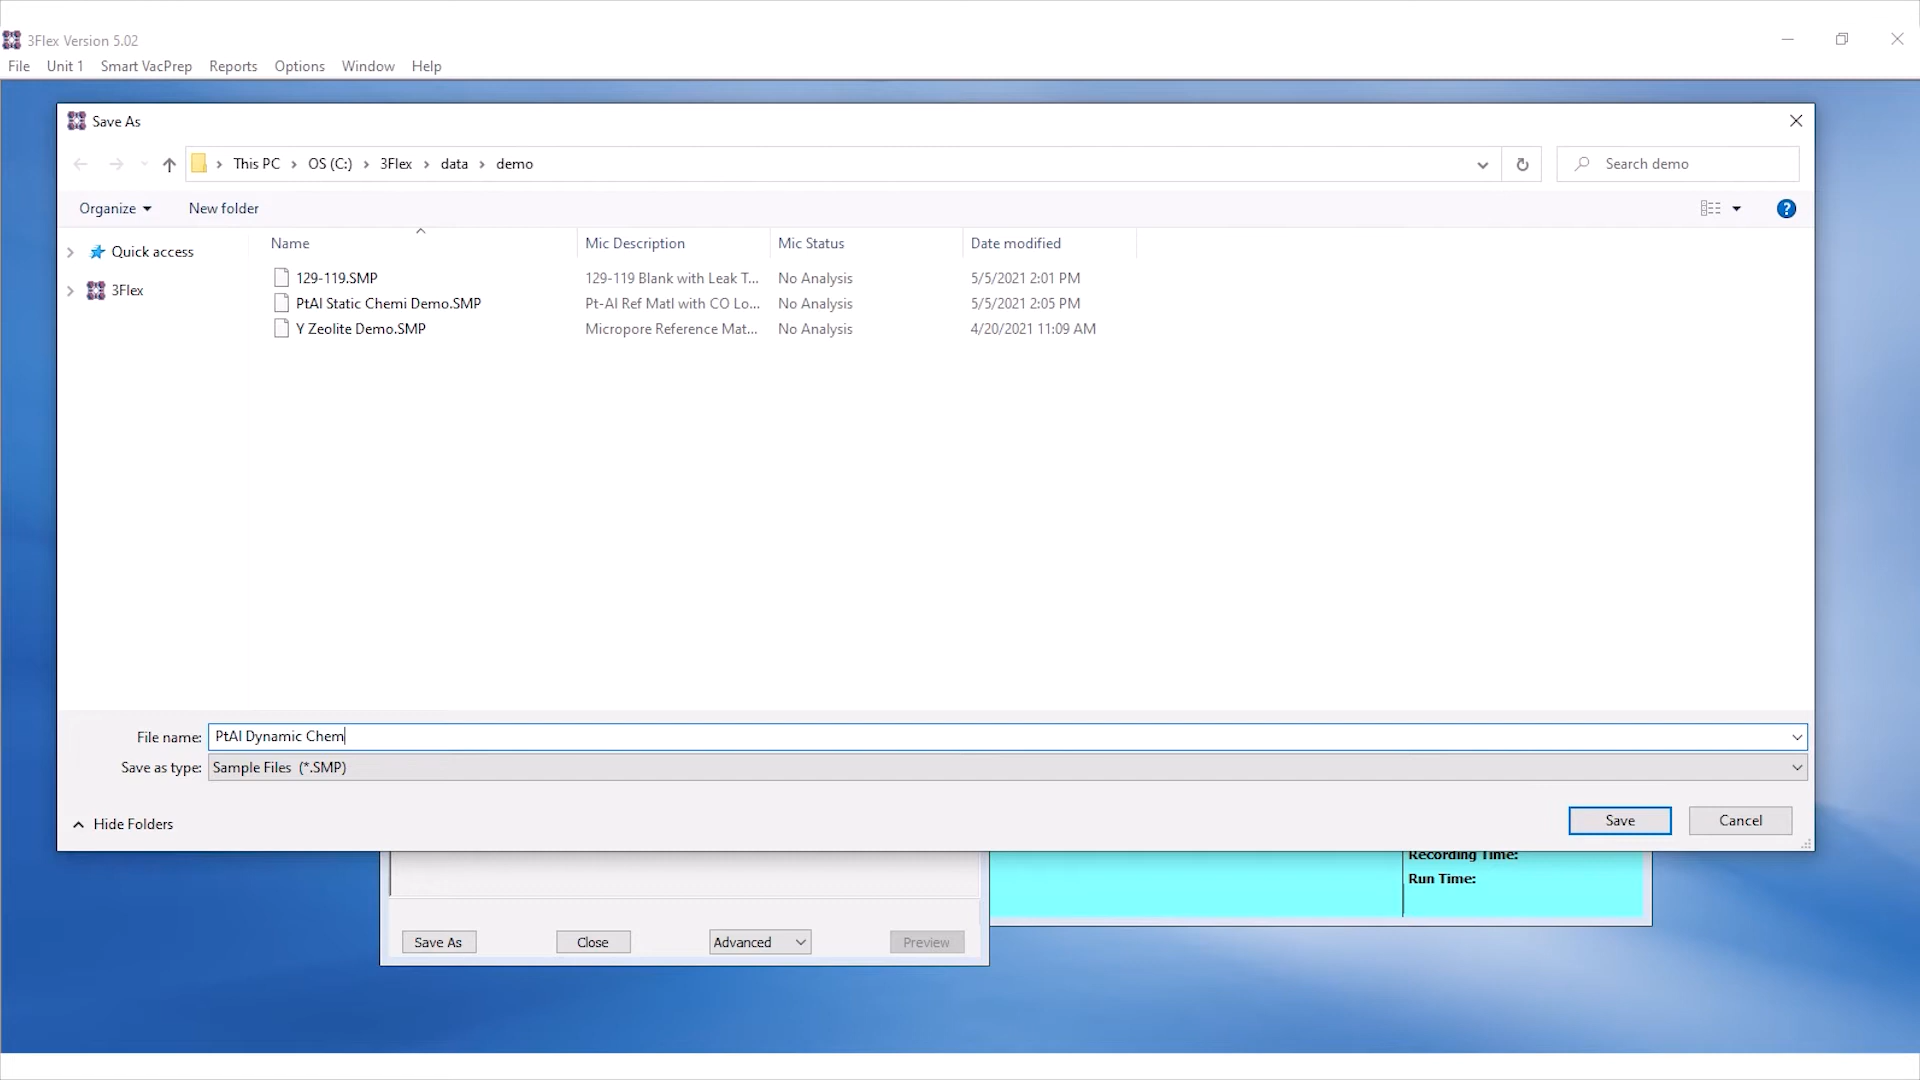 3Flex Version 5.02
File Unit 1 Smart VacPrep Reports Options Window Help
Save As
This PC OS (C:) 3Flex data demo
Search demo
Organize New folder
Quick access
3Flex
Name Mic Description Mic Status Date modified
129-119.SMP 129-119 Blank with Leak T... No Analysis 5/5/2021 2:01 PM
PtAl Static Chemi Demo.SMP Pt-Al Ref Matl with CO Lo... No Analysis 5/5/2021 2:05 PM
Y Zeolite Demo.SMP Micropore Reference Mat... No Analysis 4/20/2021 11:09 AM
File name: PtAl Dynamic Chem
Save as type: Sample Files (*.SMP)
Hide Folders
Save Cancel
Recording Time:
Run Time:
Save As Close Advanced Preview